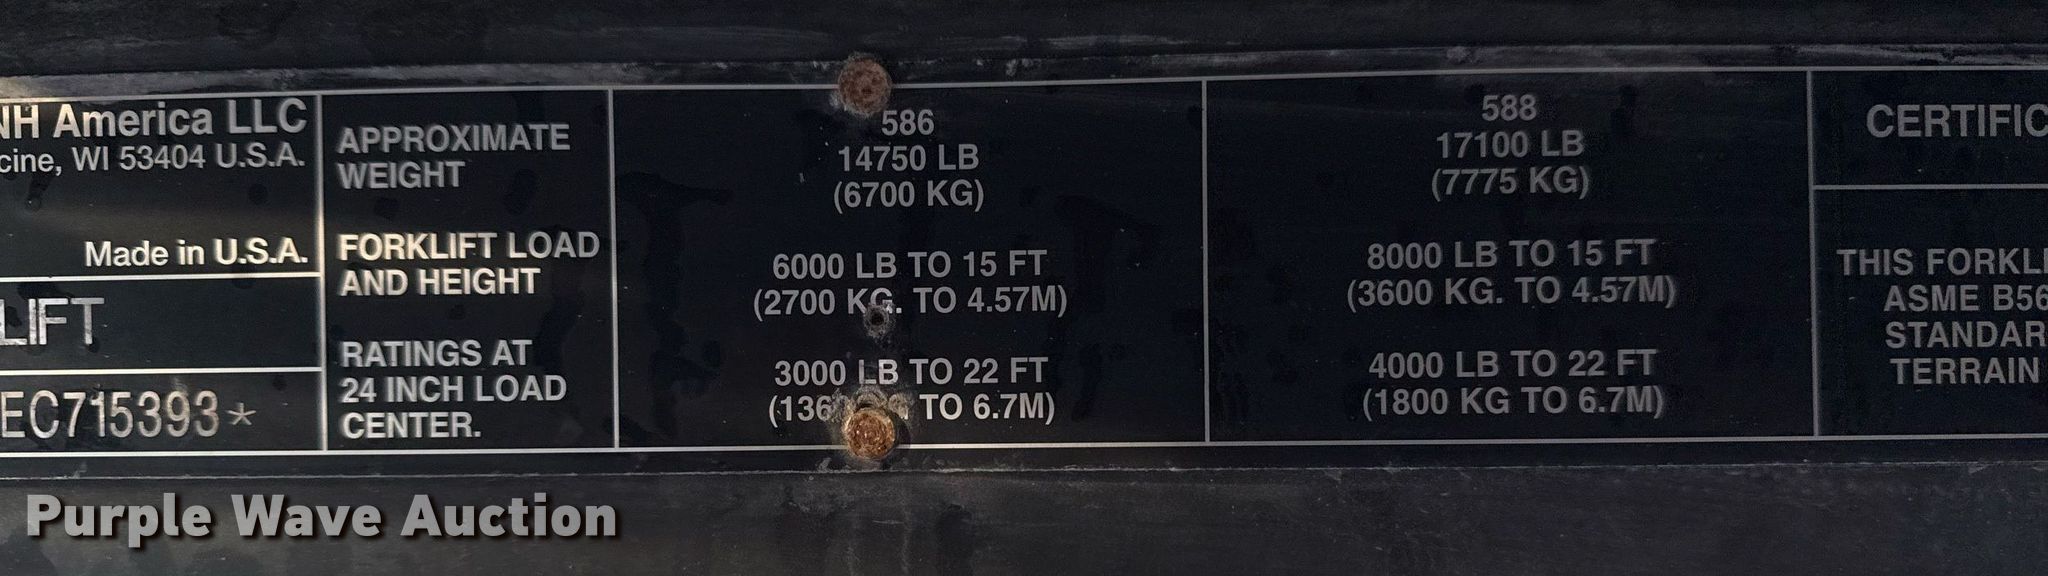 NH America LLC
cine, WI 53404 U.S.A.
Made in U.S.A.
LIFT
EC715393*
APPROXIMATE
WEIGHT
FORKLIFT LOAD
AND HEIGHT
RATINGS AT
24 INCH LOAD
CENTER.
586
14750 LB
(6700 KG)
6000 LB TO 15 FT
(2700 KG. TO 4.57M)
3000 LB TO 22 FT
TO 6.7M)
588
17100 LB
(7775 KG)
8000 LB TO 15 FT
(3600 KG. TO 4.57M)
4000 LB TO 22 FT
(1800 KG TO 6.7M)
CERTIFIC
THIS FORKLI
ASME B56
STANDAR
TERRAIN
Purple Wave Auction